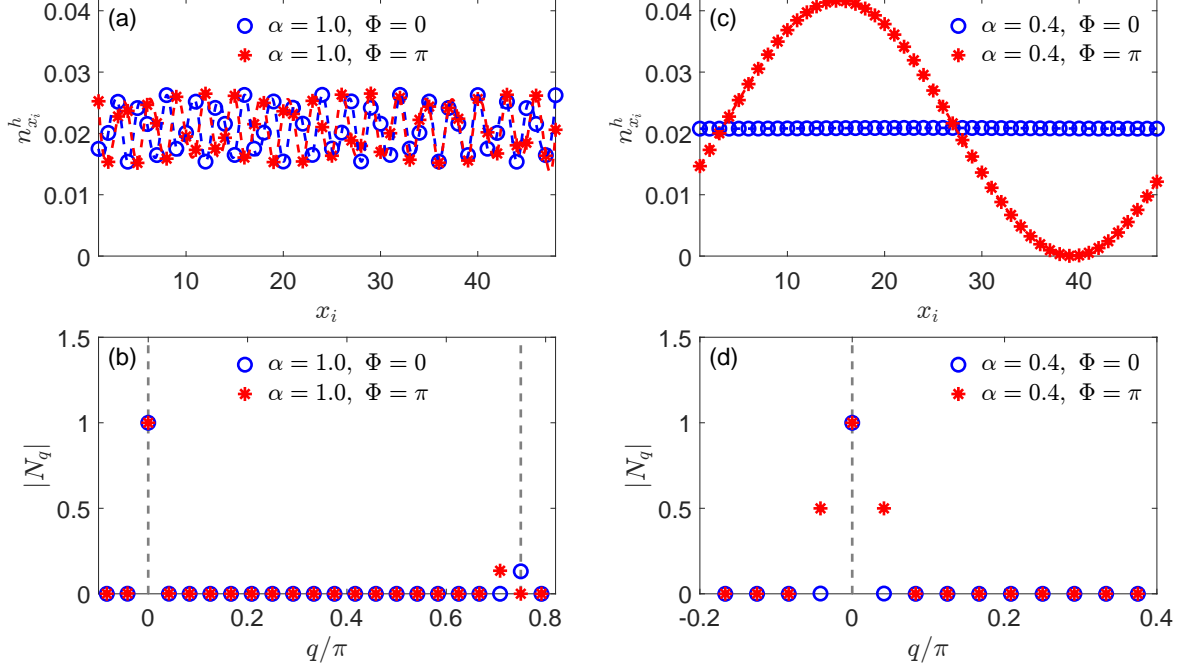 (a)
α = 1.0, Φ = 0
α = 1.0, Φ = π
0.04
0.03
0.02
0.01
0
n^h_{x_i}
10 20 30 40
x_i
(c)
α = 0.4, Φ = 0
α = 0.4, Φ = π
0.04
0.03
0.02
0.01
0
n^h_{x_i}
10 20 30 40
x_i
(b)
α = 1.0, Φ = 0
α = 1.0, Φ = π
1.5
1
0.5
0
|N_q|
0 0.2 0.4 0.6 0.8
q/π
(d)
α = 0.4, Φ = 0
α = 0.4, Φ = π
1.5
1
0.5
0
|N_q|
-0.2 0 0.2 0.4
q/π